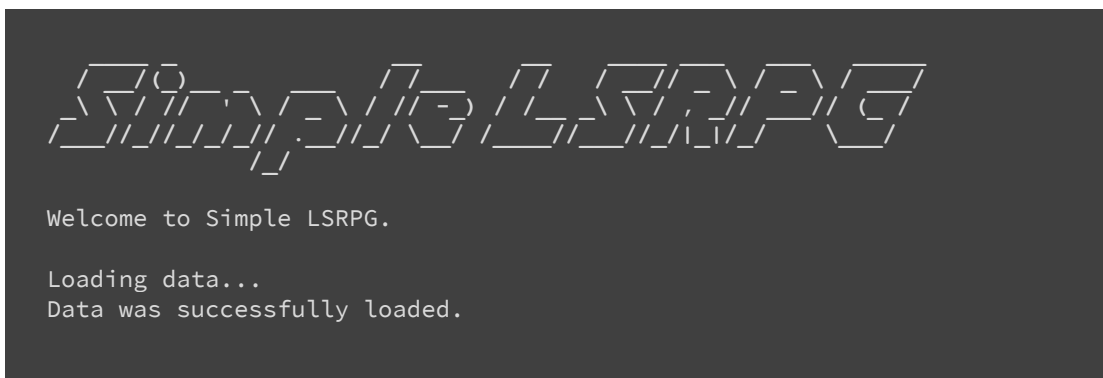 Simple LSRPG
Welcome to Simple LSRPG.
Loading data...
Data was successfully loaded.